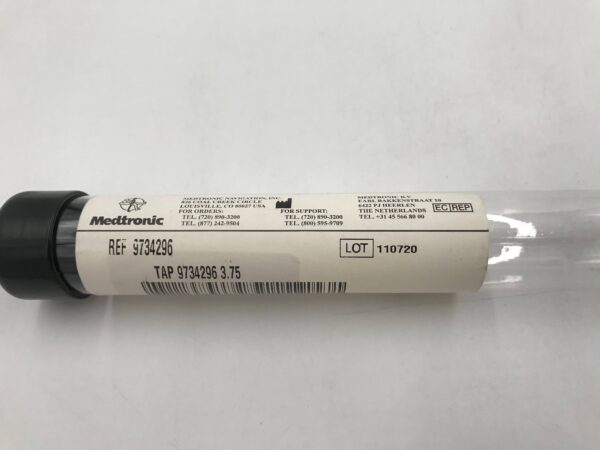 Medtronic
MEDTRONIC NAVIGATION, INC.
826 COAL CREEK CIRCLE
LOUISVILLE, CO 80027 USA
FOR ORDERS:
TEL. (720) 890-3200
TEL. (877) 242-9504
FOR SUPPORT:
TEL. (720) 890-3200
TEL. (800) 595-9709
MEDTRONIC B.V.
EARL BAKKENSTRAAT 10
6422 PJ HEERLEN
THE NETHERLANDS
TEL. +31 45 566 80 00
EC REP
REF 9734296
LOT 110720
TAP 9734296 3.75